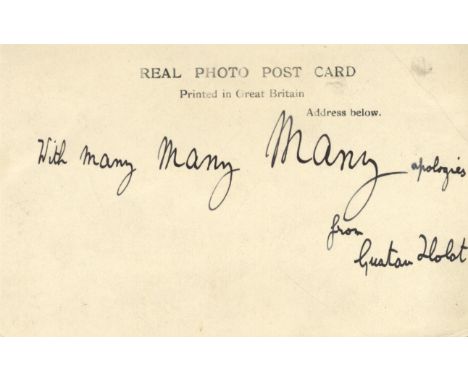 REAL PHOTO POST CARD
Printed in Great Britain
Address below.
With many Many Many apologies
from
Gustav Holst